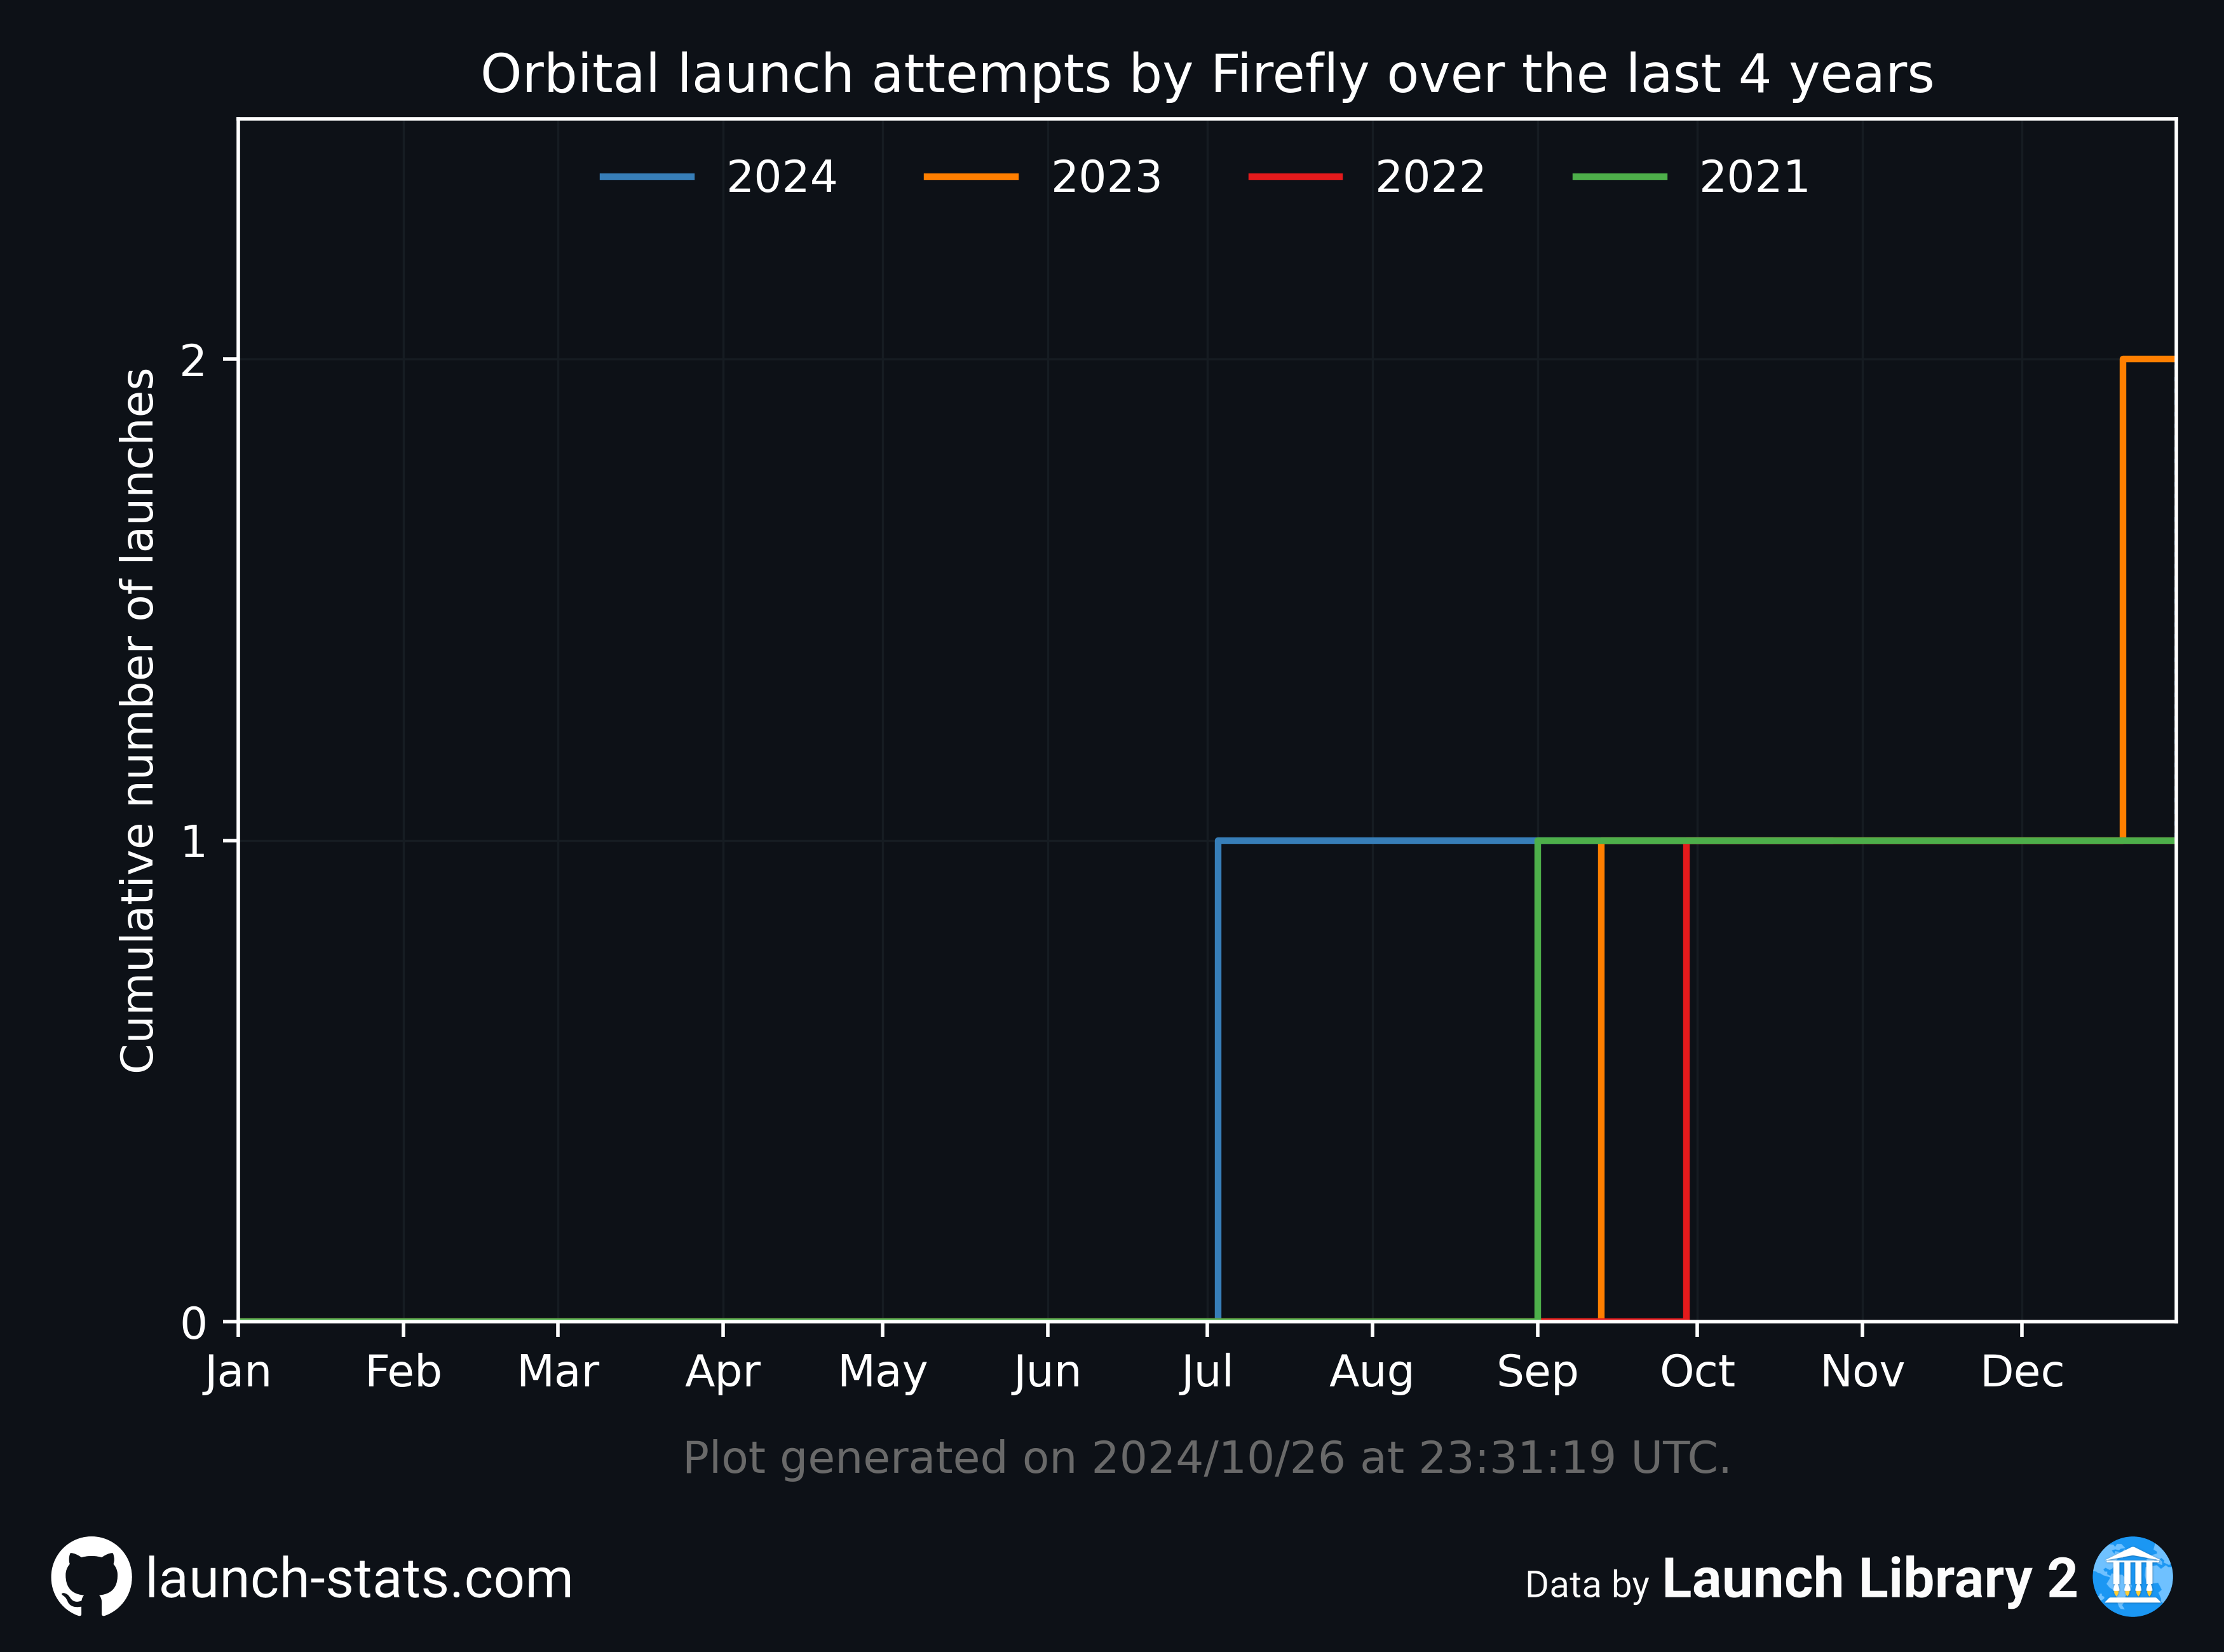 Orbital launch attempts by Firefly over the last 4 years
2024 2023 2022 2021
Cumulative number of launches
2
1
0
Jan Feb Mar Apr May Jun Jul Aug Sep Oct Nov Dec
Plot generated on 2024/10/26 at 23:31:19 UTC.
launch-stats.com
Data by Launch Library 2